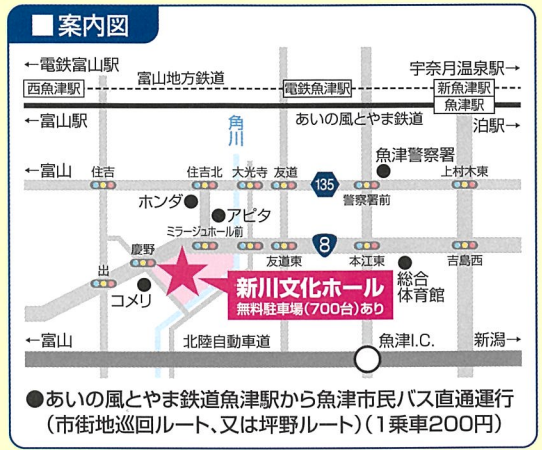 ■案内図
←電鉄富山駅
宇奈月温泉駅→
富山地方鉄道
西魚津駅
電鉄魚津駅
新魚津駅
魚津駅
←富山駅
あいの風とやま鉄道
泊駅→
角川
魚津警察署
←富山
住吉
住吉北
大光寺
友道
135
警察署前
上村木東
ホンダ
アピタ
ミラージュホール前
8
慶野
友道東
本江東
吉島西
出
コメリ
新川文化ホール
無料駐車場(700台)あり
総合
体育館
←富山
北陸自動車道
魚津I.C.
新潟→
●あいの風とやま鉄道魚津駅から魚津市民バス直通運行
(市街地巡回ルート、又は坪野ルート)(1乗車200円)